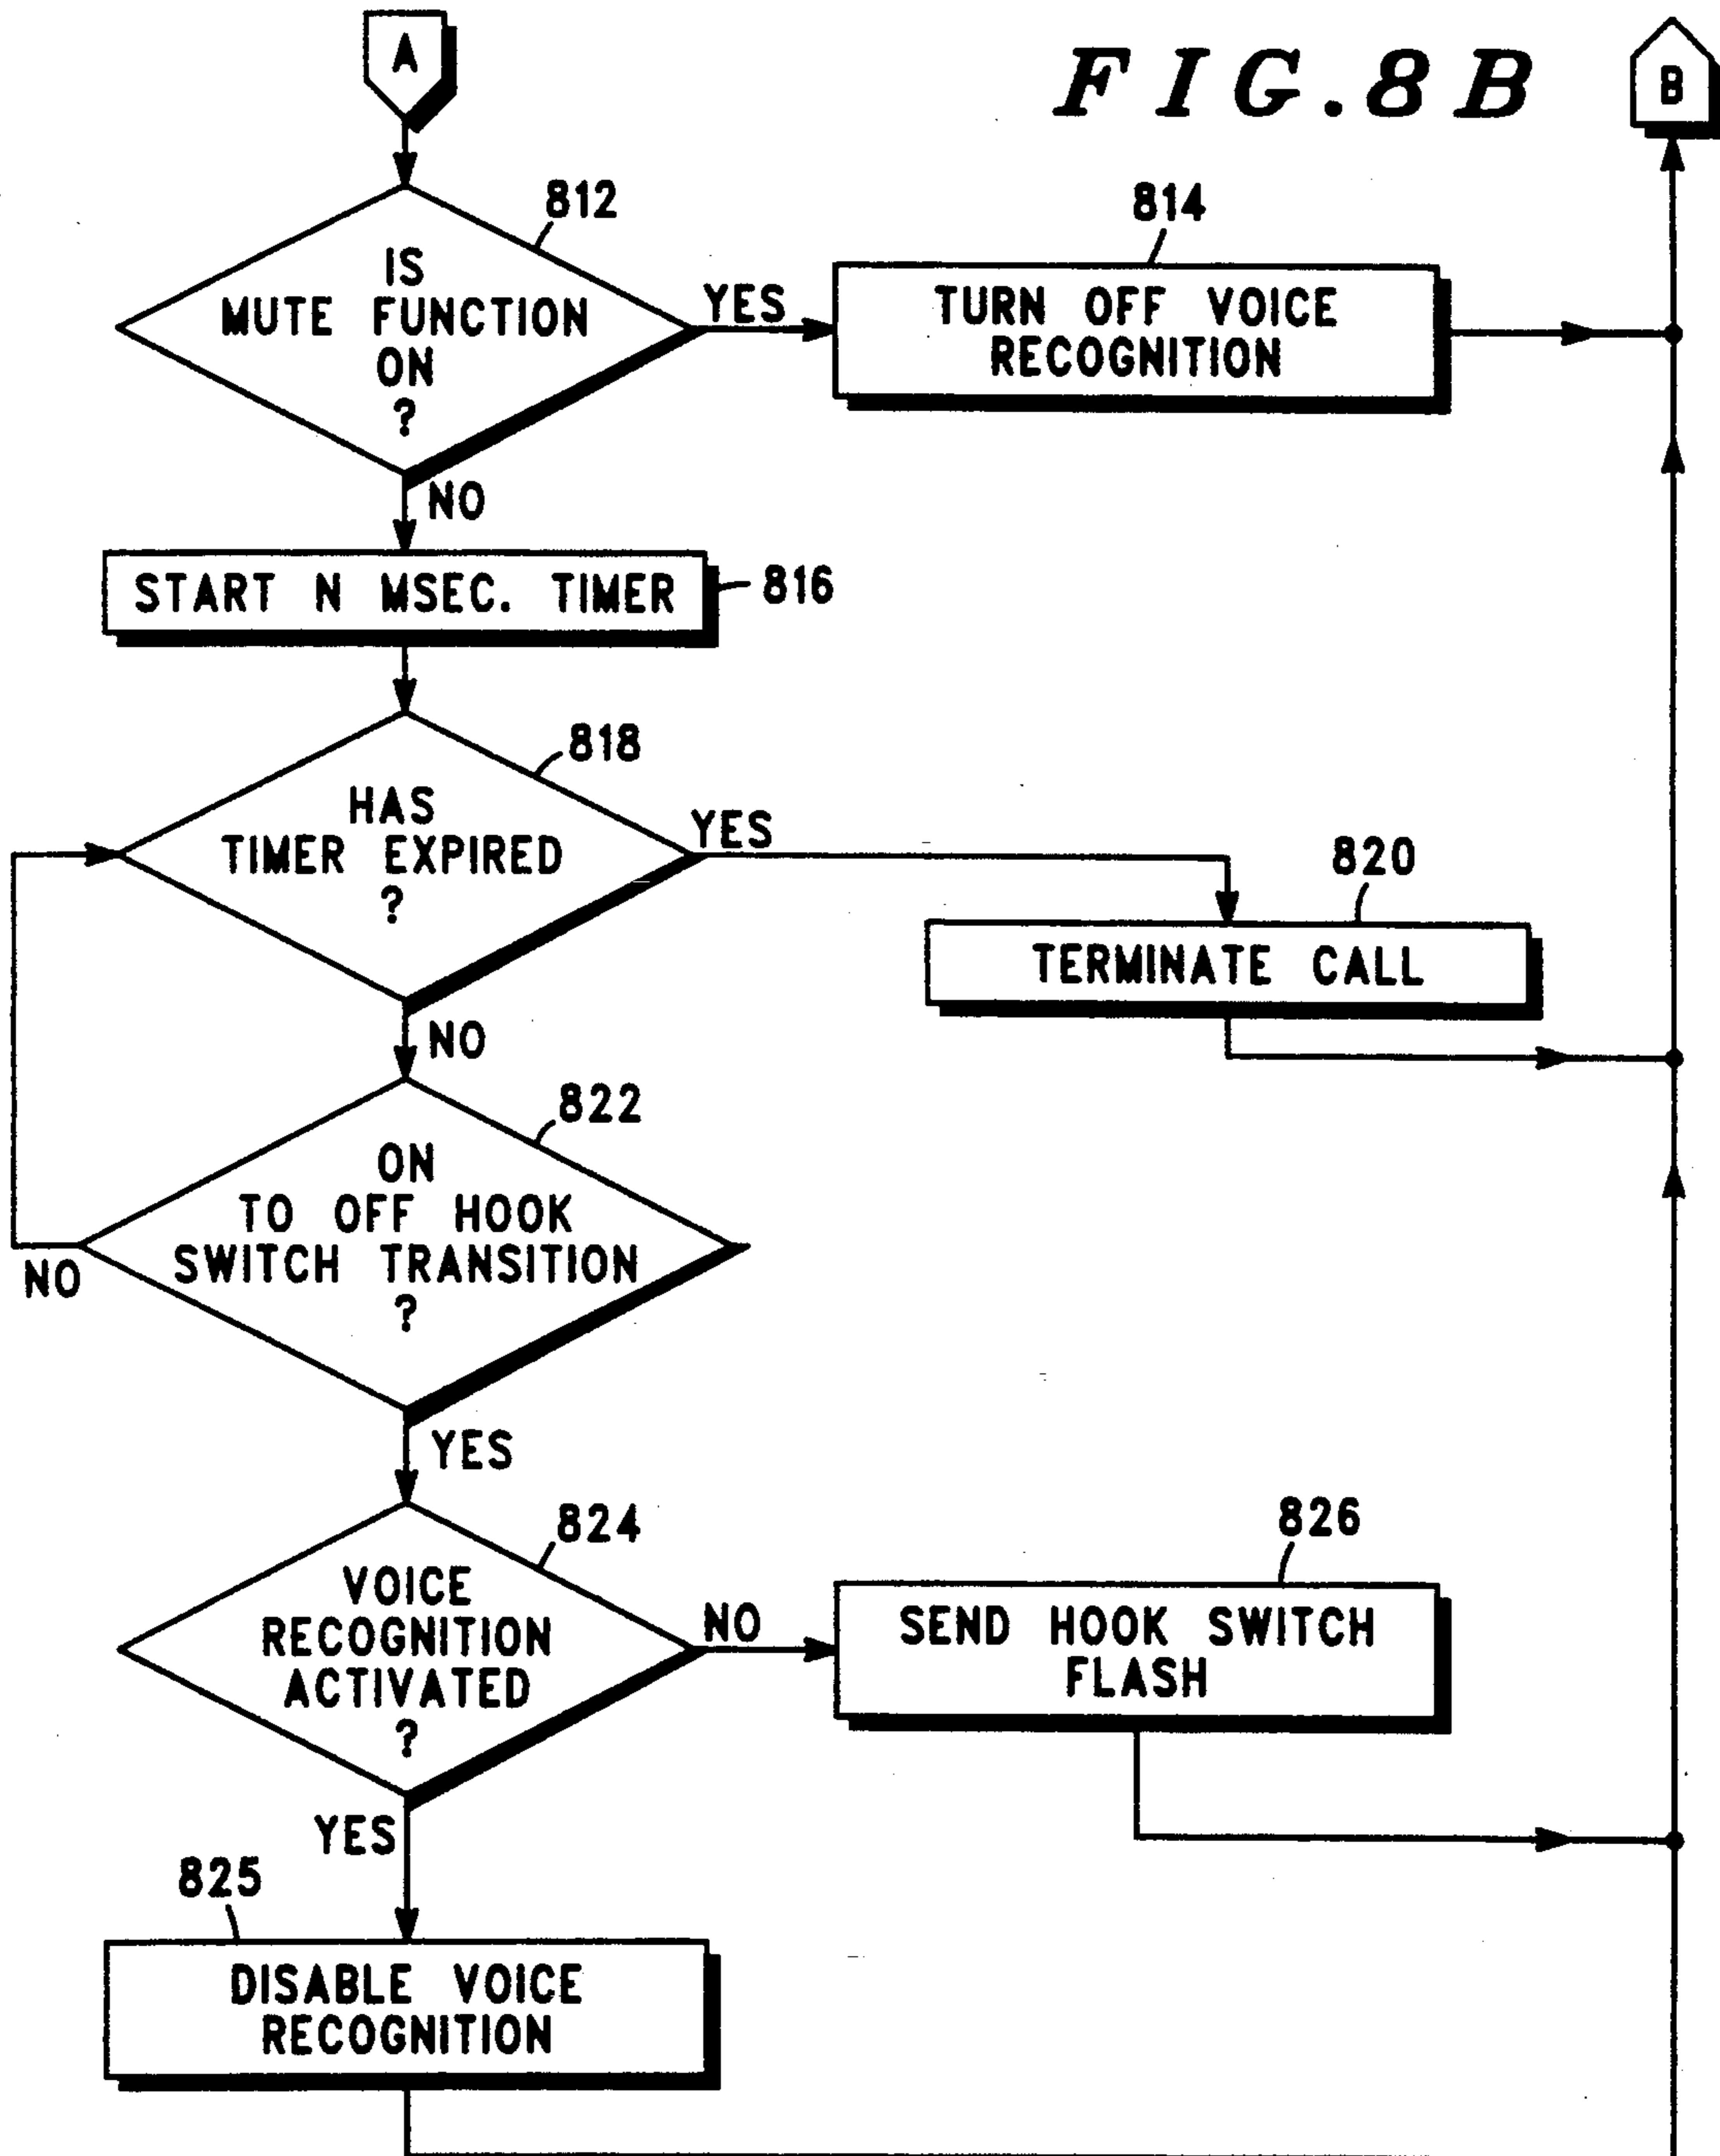 A
FIG.8B
B
812
IS
MUTE FUNCTION
ON
?
YES
814
TURN OFF VOICE
RECOGNITION
NO
START N MSEC. TIMER
816
818
HAS
TIMER EXPIRED
?
YES
820
TERMINATE CALL
NO
822
ON
TO OFF HOOK
SWITCH TRANSITION
?
NO
YES
824
VOICE
RECOGNITION
ACTIVATED
?
NO
826
SEND HOOK SWITCH
FLASH
YES
825
DISABLE VOICE
RECOGNITION